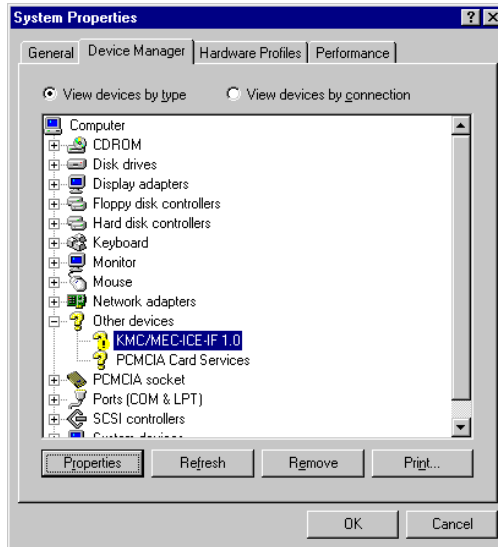 System Properties
General
Device Manager
Hardware Profiles
Performance
View devices by type
View devices by connection
Computer
CDROM
Disk drives
Display adapters
Floppy disk controllers
Hard disk controllers
Keyboard
Monitor
Mouse
Network adapters
Other devices
KMC/MEC-ICE-IF 1.0
PCMCIA Card Services
PCMCIA socket
Ports (COM & LPT)
SCSI controllers
System devices
Properties
Refresh
Remove
Print...
OK
Cancel